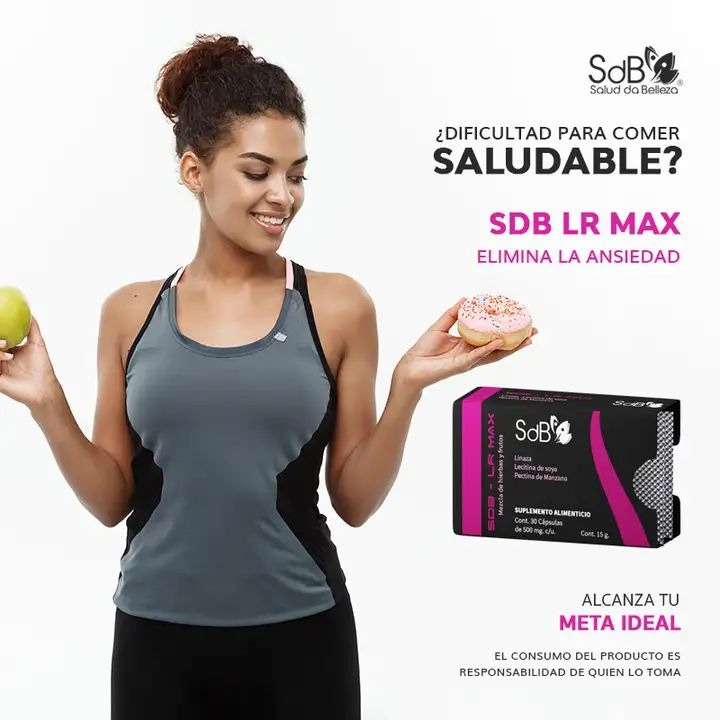 SdB
Salud da Belleza
®
¿DIFICULTAD PARA COMER
SALUDABLE?
SDB LR MAX
ELIMINA LA ANSIEDAD
SdB
SdB
SDB - LR MAX
Mezcla de hierbas y frutos
Linaza
Lecitina de soya
Pectina de Manzana
SUPLEMENTO ALIMENTICIO
Cont. 30 Cápsulas
de 500 mg. c/u.
Cont. 15 g.
ALCANZA TU
META IDEAL
EL CONSUMO DEL PRODUCTO ES
RESPONSABILIDAD DE QUIEN LO TOMA